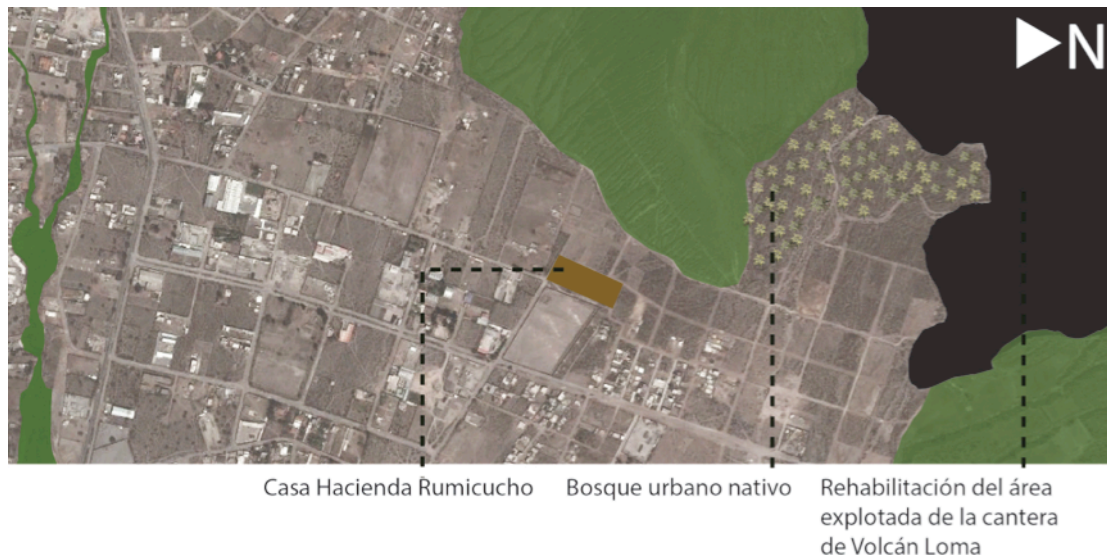 N
Casa Hacienda Rumicucho
Bosque urbano nativo
Rehabilitación del área
explotada de la cantera
de Volcán Loma